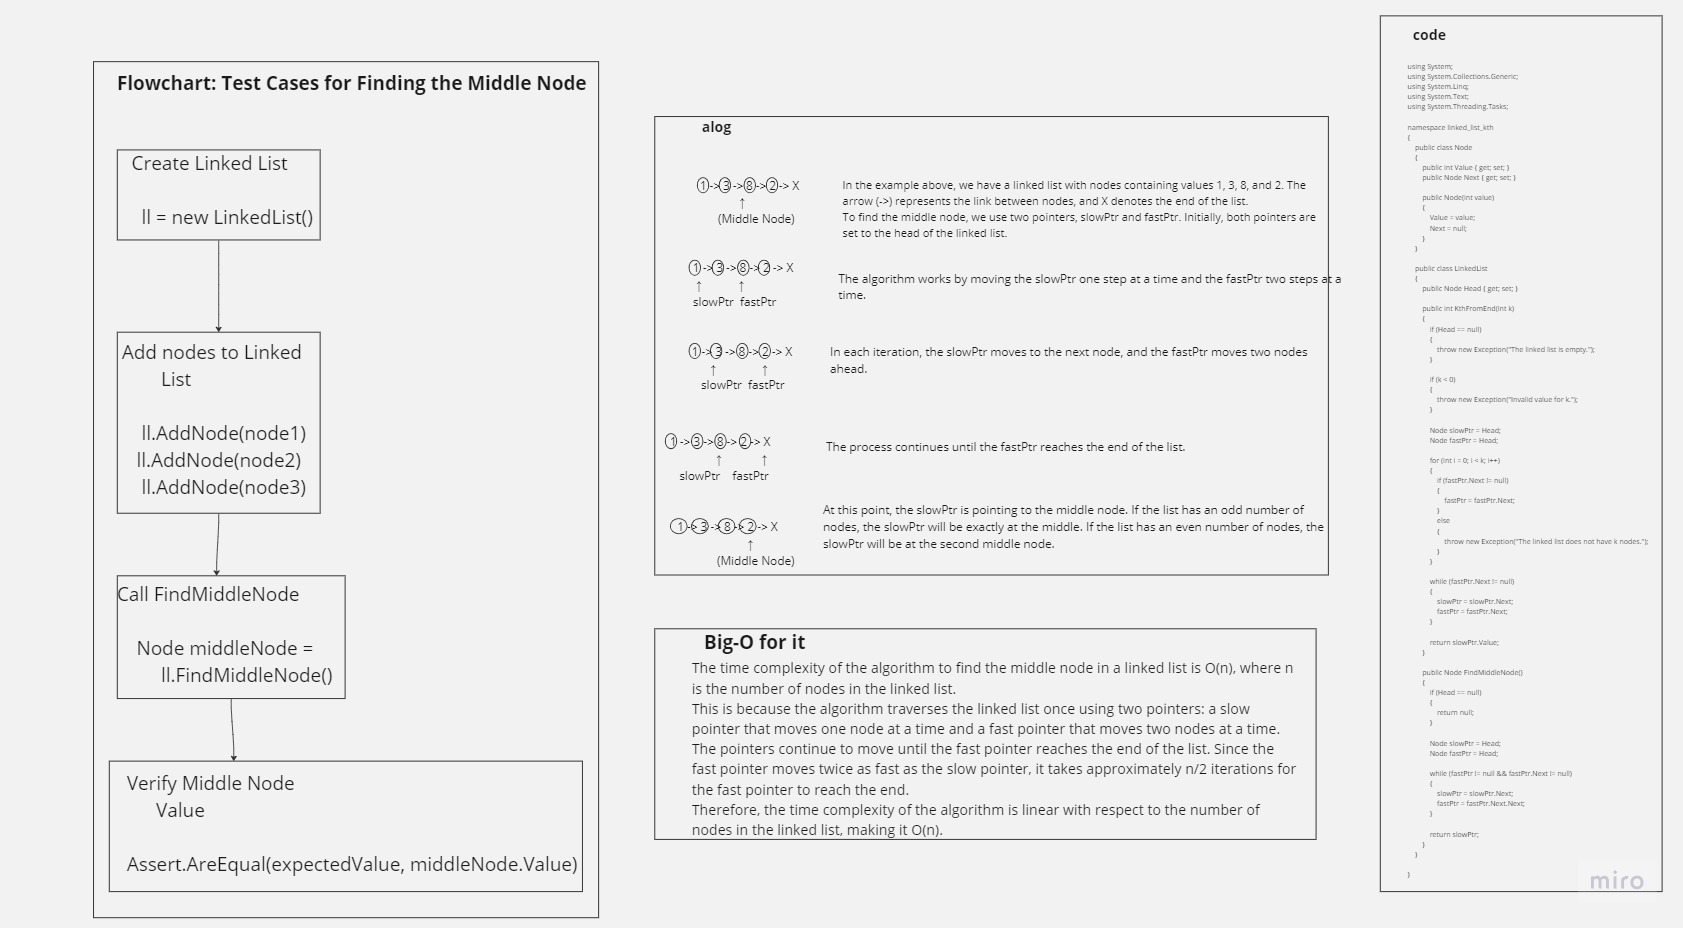 Flowchart: Test Cases for Finding the Middle Node
Create Linked List
ll = new LinkedList()
Add nodes to Linked
List
ll.AddNode(node1)
ll.AddNode(node2)
ll.AddNode(node3)
Call FindMiddleNode
Node middleNode =
ll.FindMiddleNode()
Verify Middle Node
Value
Assert.AreEqual(expectedValue, middleNode.Value)
alog
1->3->8->2-> X
↑
(Middle Node)
In the example above, we have a linked list with nodes containing values 1, 3, 8, and 2. The
arrow (->) represents the link between nodes, and X denotes the end of the list.
To find the middle node, we use two pointers, slowPtr and fastPtr. Initially, both pointers are
set to the head of the linked list.
1->3->8->2-> X
↑ ↑
slowPtr fastPtr
The algorithm works by moving the slowPtr one step at a time and the fastPtr two steps at a
time.
1->3->8->2-> X
↑ ↑
slowPtr fastPtr
In each iteration, the slowPtr moves to the next node, and the fastPtr moves two nodes
ahead.
1->3->8->2-> X
↑ ↑
slowPtr fastPtr
The process continues until the fastPtr reaches the end of the list.
1->3->8->2-> X
↑
(Middle Node)
At this point, the slowPtr is pointing to the middle node. If the list has an odd number of
nodes, the slowPtr will be exactly at the middle. If the list has an even number of nodes, the
slowPtr will be at the second middle node.
Big-O for it
The time complexity of the algorithm to find the middle node in a linked list is O(n), where n
is the number of nodes in the linked list.
This is because the algorithm traverses the linked list once using two pointers: a slow
pointer that moves one node at a time and a fast pointer that moves two nodes at a time.
The pointers continue to move until the fast pointer reaches the end of the list. Since the
fast pointer moves twice as fast as the slow pointer, it takes approximately n/2 iterations for
the fast pointer to reach the end.
Therefore, the time complexity of the algorithm is linear with respect to the number of
nodes in the linked list, making it O(n).
code
using System;
using System.Collections.Generic;
using System.Linq;
using System.Text;
using System.Threading.Tasks;
namespace linked_list_kth
{
public class Node
{
public int Value { get; set; }
public Node Next { get; set; }
public Node(int value)
{
Value = value;
Next = null;
}
}
public class LinkedList
{
public Node Head { get; set; }
public int KthFromEnd(int k)
{
if (Head == null)
{
throw new Exception("The linked list is empty.");
}
if (k < 0)
{
throw new Exception("Invalid value for k.");
}
Node slowPtr = Head;
Node fastPtr = Head;
for (int i = 0; i < k; i++)
{
if (fastPtr.Next != null)
{
fastPtr = fastPtr.Next;
}
else
{
throw new Exception("The linked list does not have k nodes.");
}
}
while (fastPtr.Next != null)
{
slowPtr = slowPtr.Next;
fastPtr = fastPtr.Next;
}
return slowPtr.Value;
}
public Node FindMiddleNode()
{
if (Head == null)
{
return null;
}
Node slowPtr = Head;
Node fastPtr = Head;
while (fastPtr != null && fastPtr.Next != null)
{
slowPtr = slowPtr.Next;
fastPtr = fastPtr.Next.Next;
}
return slowPtr;
}
}
}
miro